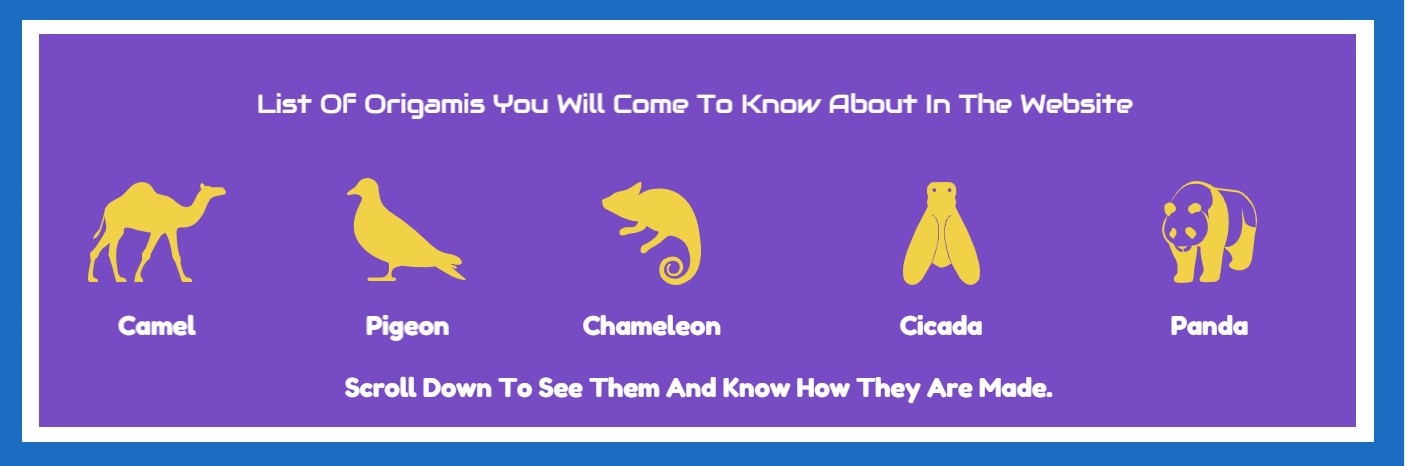 List Of Origamis You Will Come To Know About In The Website
Camel
Pigeon
Chameleon
Cicada
Panda
Scroll Down To See Them And Know How They Are Made.